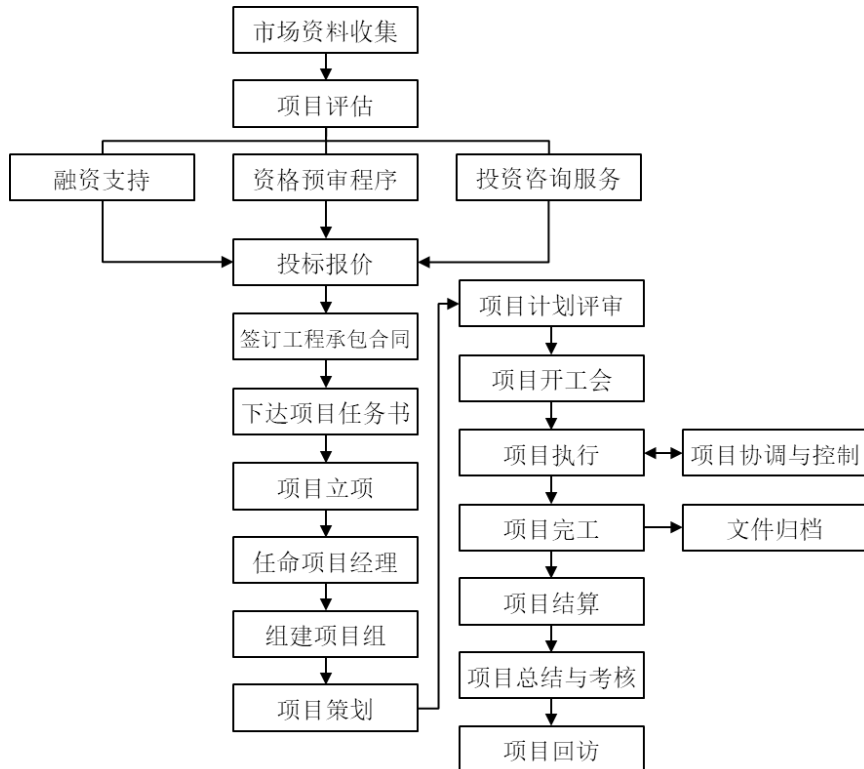 市场资料收集
项目评估
融资支持
资格预审程序
投资咨询服务
投标报价
签订工程承包合同
下达项目任务书
项目立项
任命项目经理
组建项目组
项目策划
项目计划评审
项目开工会
项目执行
项目协调与控制
项目完工
文件归档
项目结算
项目总结与考核
项目回访